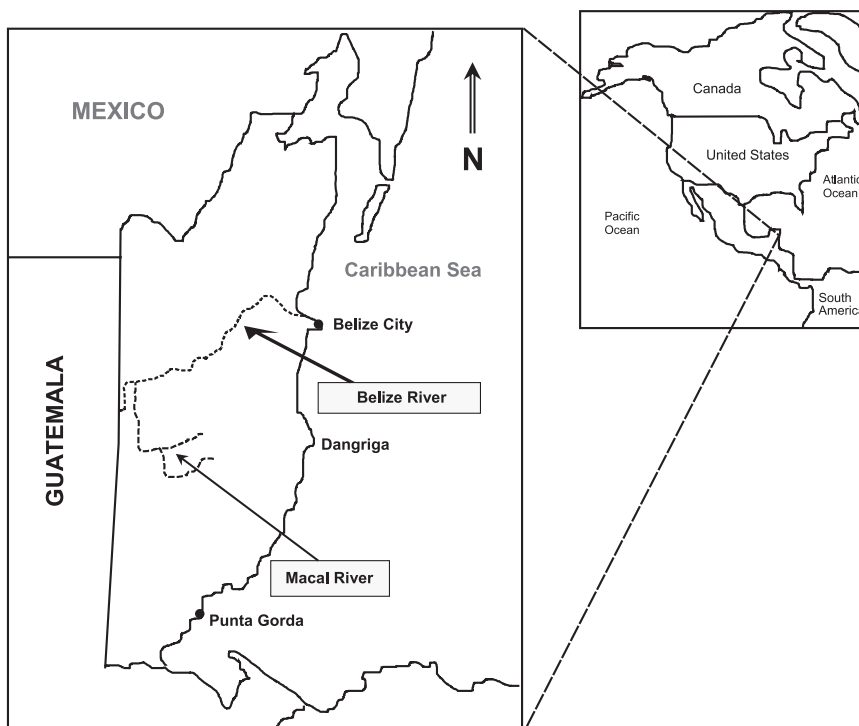 MEXICO
N
Caribbean Sea
Belize City
Belize River
GUATEMALA
Dangriga
Macal River
Punta Gorda
Canada
United States
Atlantic
Ocean
Pacific
Ocean
South
America